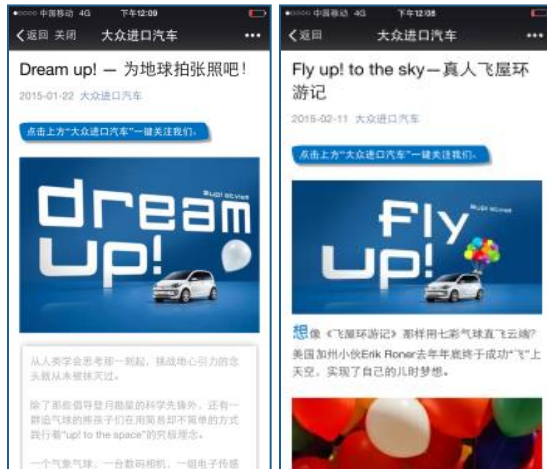 中国移动 4G 下午12:09
返回 关闭 大众进口汽车
Dream up! — 为地球拍张照吧!
2015-01-22 大众进口汽车
点击上方“大众进口汽车”一键关注我们。
dream
up!
从人类学会思考那一刻起,挑战地心引力的念
头就从未被抹灭过。
除了那些倡导登月勘星的科学先锋外,还有一
群追气球的熊孩子们在用简易却不简单的方式
践行着“up! to the space”的究极理念。
一个气象气球、一台数码相机、一组电子传感
中国移动 4G 下午12:08
返回 大众进口汽车
Fly up! to the sky—真人飞屋环
游记
2015-02-11 大众进口汽车
点击上方“大众进口汽车”一键关注我们。
Fly
up!
想像《飞屋环游记》那样用七彩气球直飞云端?
美国加州小伙Erik Roner去年年底终于成功“飞”上
天空,实现了自己的儿时梦想。